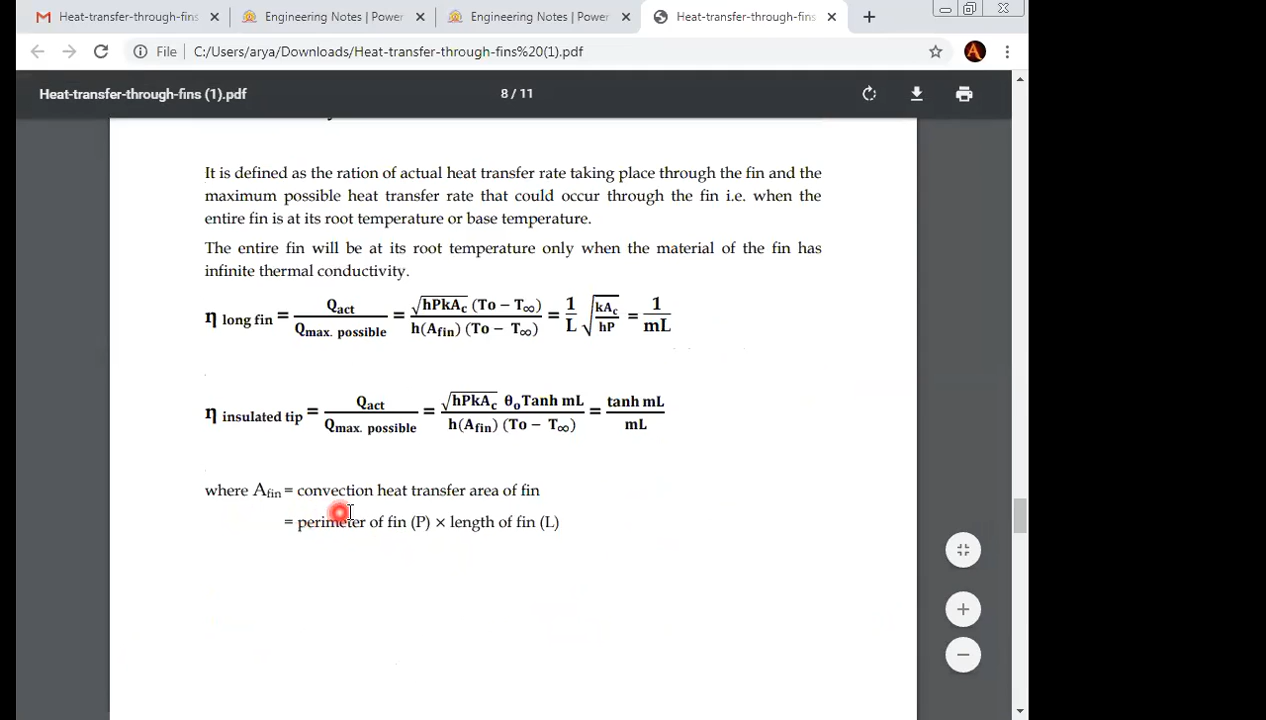 Heat-transfer-through-fins
Engineering Notes | Power
Engineering Notes | Power
Heat-transfer-through-fins
File | C:/Users/arya/Downloads/Heat-transfer-through-fins%20(1).pdf
A
Heat-transfer-through-fins (1).pdf
8 / 11
It is defined as the ration of actual heat transfer rate taking place through the fin and the
maximum possible heat transfer rate that could occur through the fin i.e. when the
entire fin is at its root temperature or base temperature.
The entire fin will be at its root temperature only when the material of the fin has
infinite thermal conductivity.
η long fin = Qact / Qmax. possible = √hPkAc (To − T∞) / h(Afin) (To − T∞) = 1/L √kAc/hP = 1/mL
η insulated tip = Qact / Qmax. possible = √hPkAc θo Tanh mL / h(Afin) (To − T∞) = tanh mL / mL
where Afin = convection heat transfer area of fin
= perimeter of fin (P) × length of fin (L)